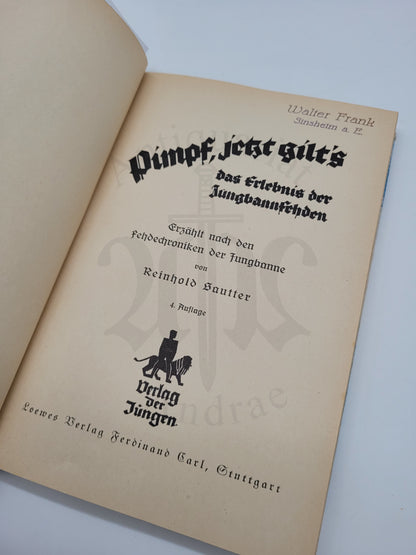 Walter Frank
Sinsheim a. E.
Pimpf, jetzt gilt's
das Erlebnis der
Jungbannfehden
Erzählt nach den
Fehdechroniken der Jungbanne
von
Reinhold Sautter
4. Auflage
Verlag
der
Jungen
Loewes Verlag Ferdinand Carl, Stuttgart